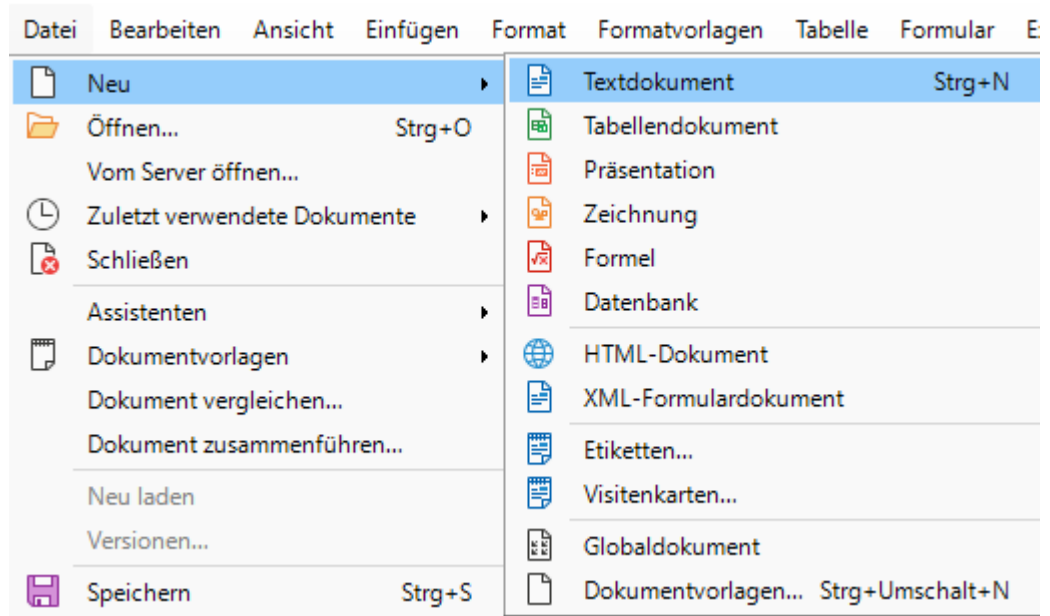 Datei Bearbeiten Ansicht Einfügen Format Formatvorlagen Tabelle Formular
Neu
Öffnen... Strg+O
Vom Server öffnen...
Zuletzt verwendete Dokumente
Schließen
Assistenten
Dokumentvorlagen
Dokument vergleichen...
Dokument zusammenführen...
Neu laden
Versionen...
Speichern Strg+S
Textdokument Strg+N
Tabellendokument
Präsentation
Zeichnung
Formel
Datenbank
HTML-Dokument
XML-Formulardokument
Etiketten...
Visitenkarten...
Globaldokument
Dokumentvorlagen... Strg+Umschalt+N